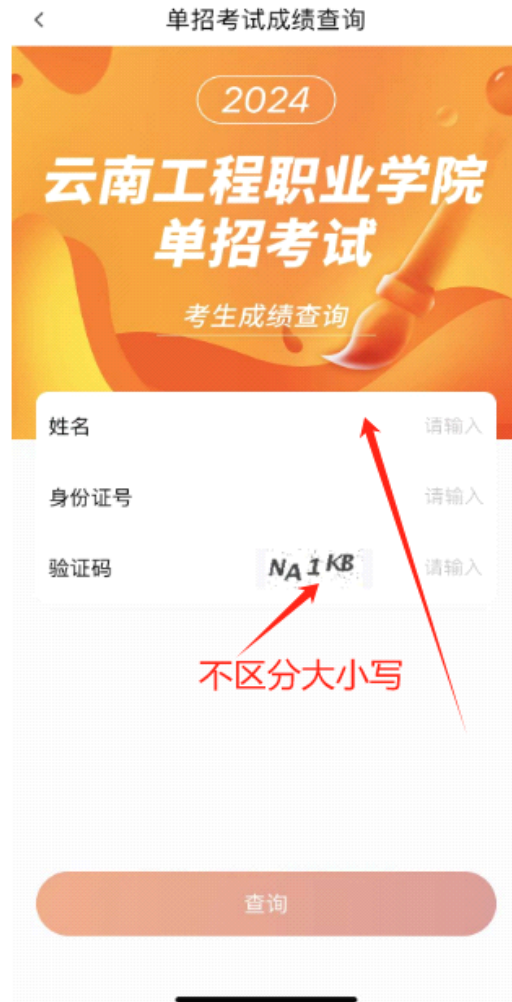 单招考试成绩查询
2024
云南工程职业学院
单招考试
考生成绩查询
姓名 请输入
身份证号 请输入
验证码 NA1KB 请输入
不区分大小写
查询